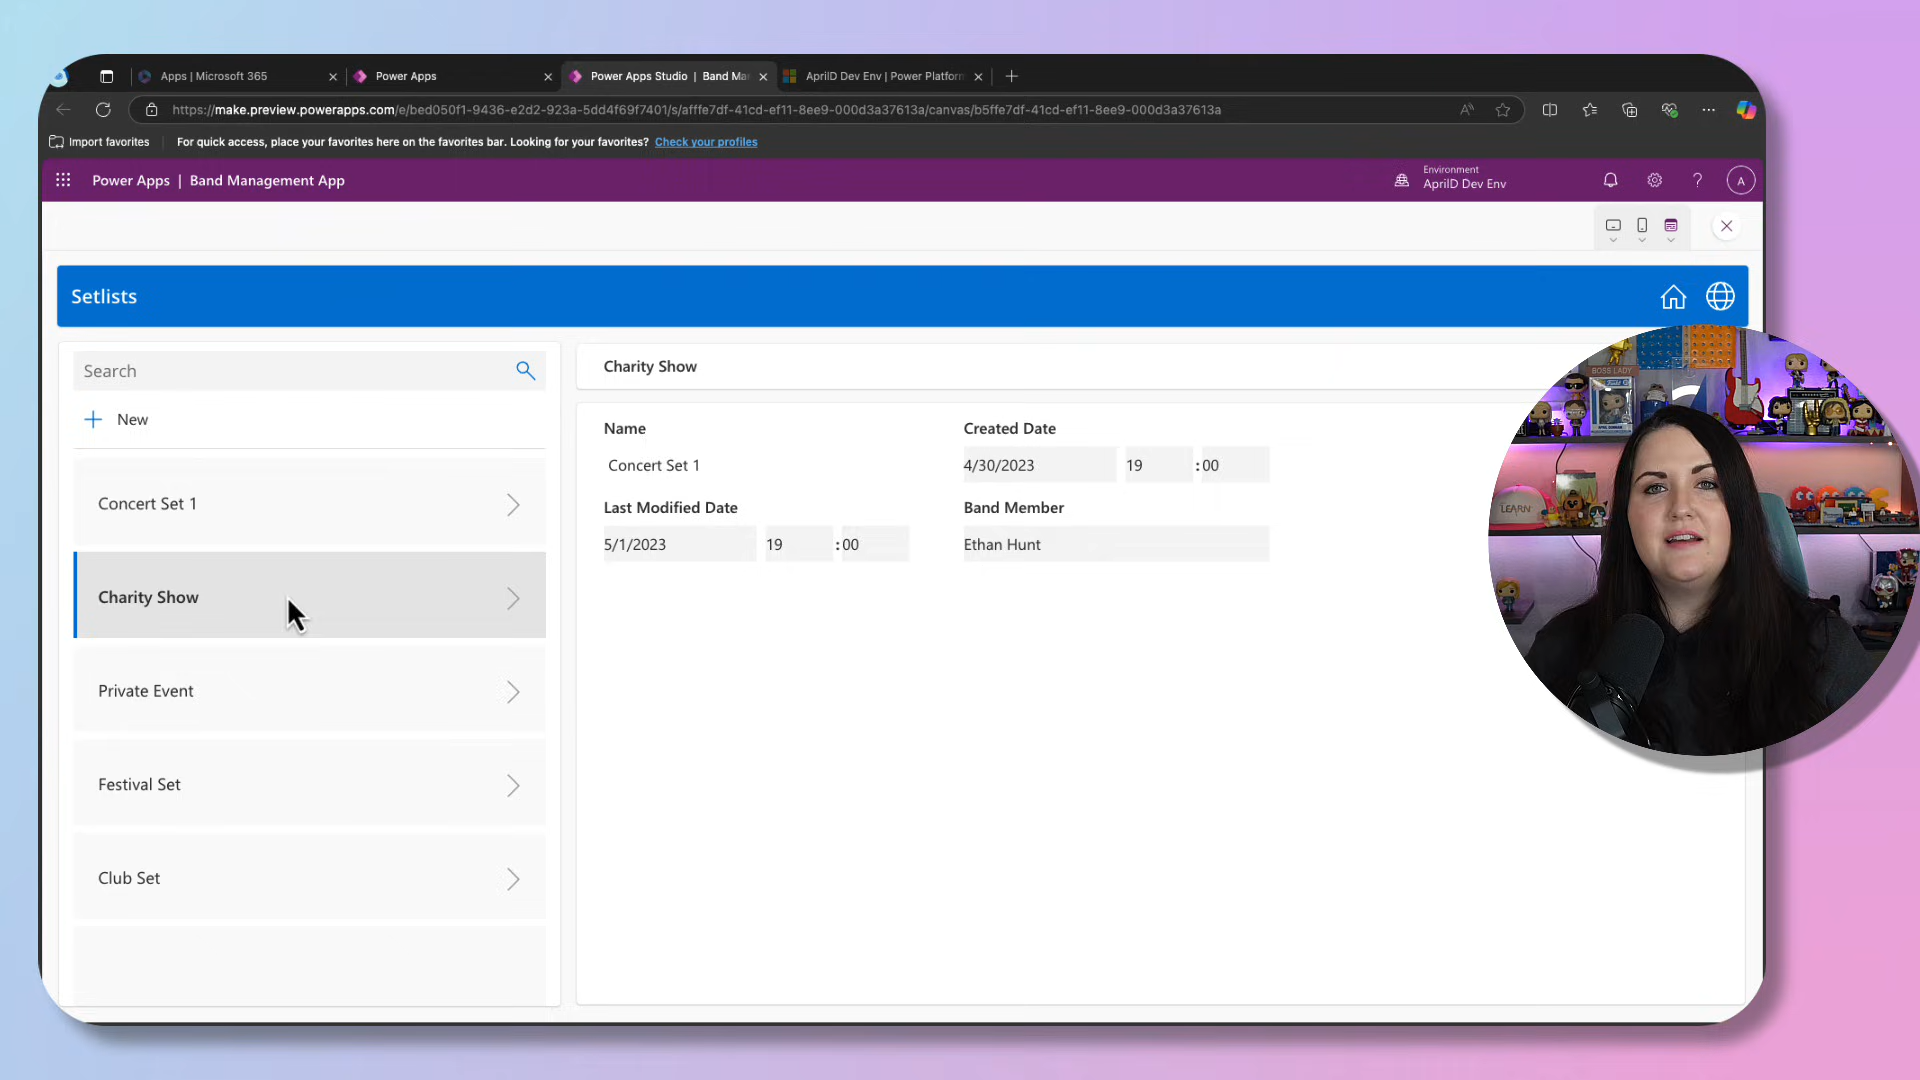 Apps | Microsoft 365
Power Apps
Power Apps Studio | Band Ma
AprilD Dev Env | Power Platform
https://make.preview.powerapps.com/e/bed050f1-9436-e2d2-923a-5dd4f69f7401/s/afffe7df-41cd-ef11-8ee9-000d3a37613a/canvas/b5ffe7df-41cd-ef11-8ee9-000d3a37613a
Import favorites
For quick access, place your favorites here on the favorites bar. Looking for your favorites? Check your profiles
Power Apps | Band Management App
Environment
AprilD Dev Env
?
A
Setlists
Search
New
Concert Set 1
Charity Show
Private Event
Festival Set
Club Set
Charity Show
Name
Created Date
Concert Set 1
4/30/2023 19 :00
Last Modified Date
Band Member
5/1/2023 19 :00
Ethan Hunt
BOSS LADY
LEARN